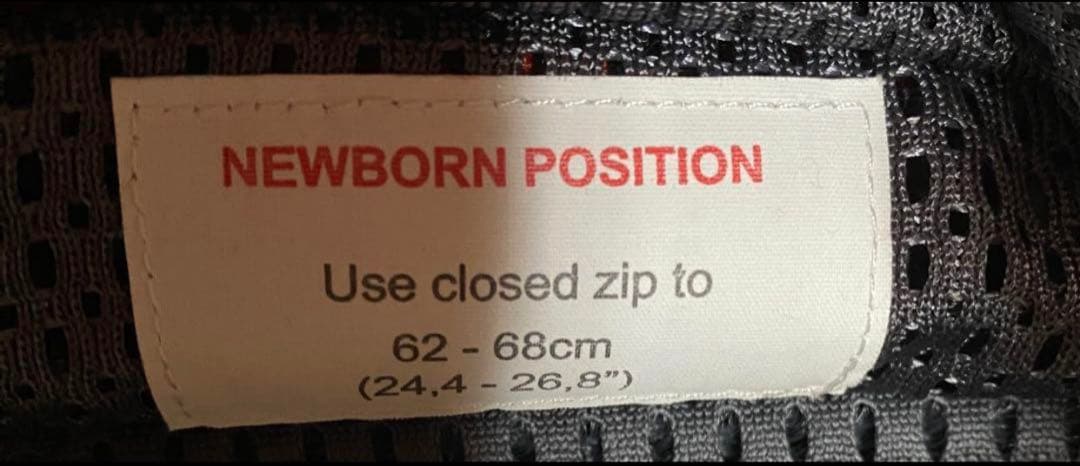 NEWBORN POSITION
Use closed zip to
62 - 68cm
(24,4 - 26,8")